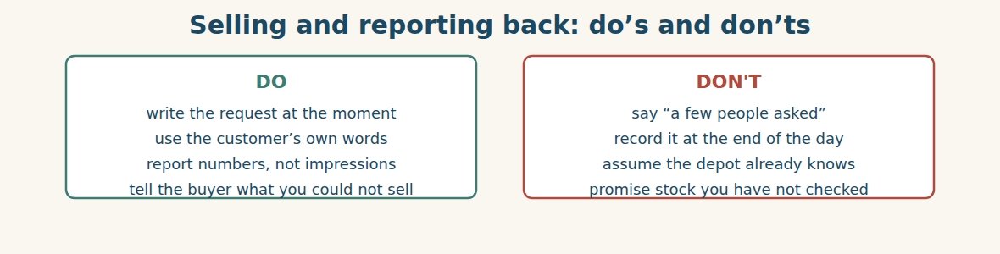 Selling and reporting back: do’s and don’ts
DO
write the request at the moment
use the customer’s own words
report numbers, not impressions
tell the buyer what you could not sell
DON'T
say “a few people asked”
record it at the end of the day
assume the depot already knows
promise stock you have not checked